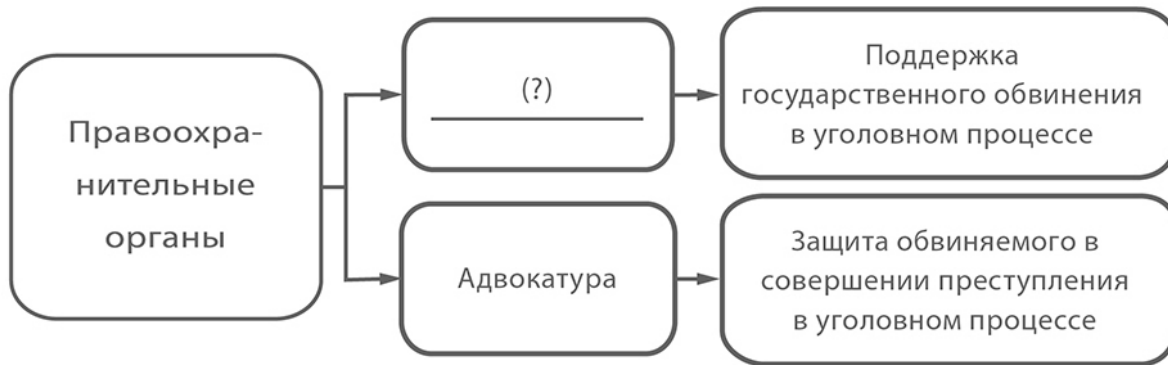 Правоохра-
нительные
органы
(?)
Поддержка
государственного обвинения
в уголовном процессе
Адвокатура
Защита обвиняемого в
совершении преступления
в уголовном процессе